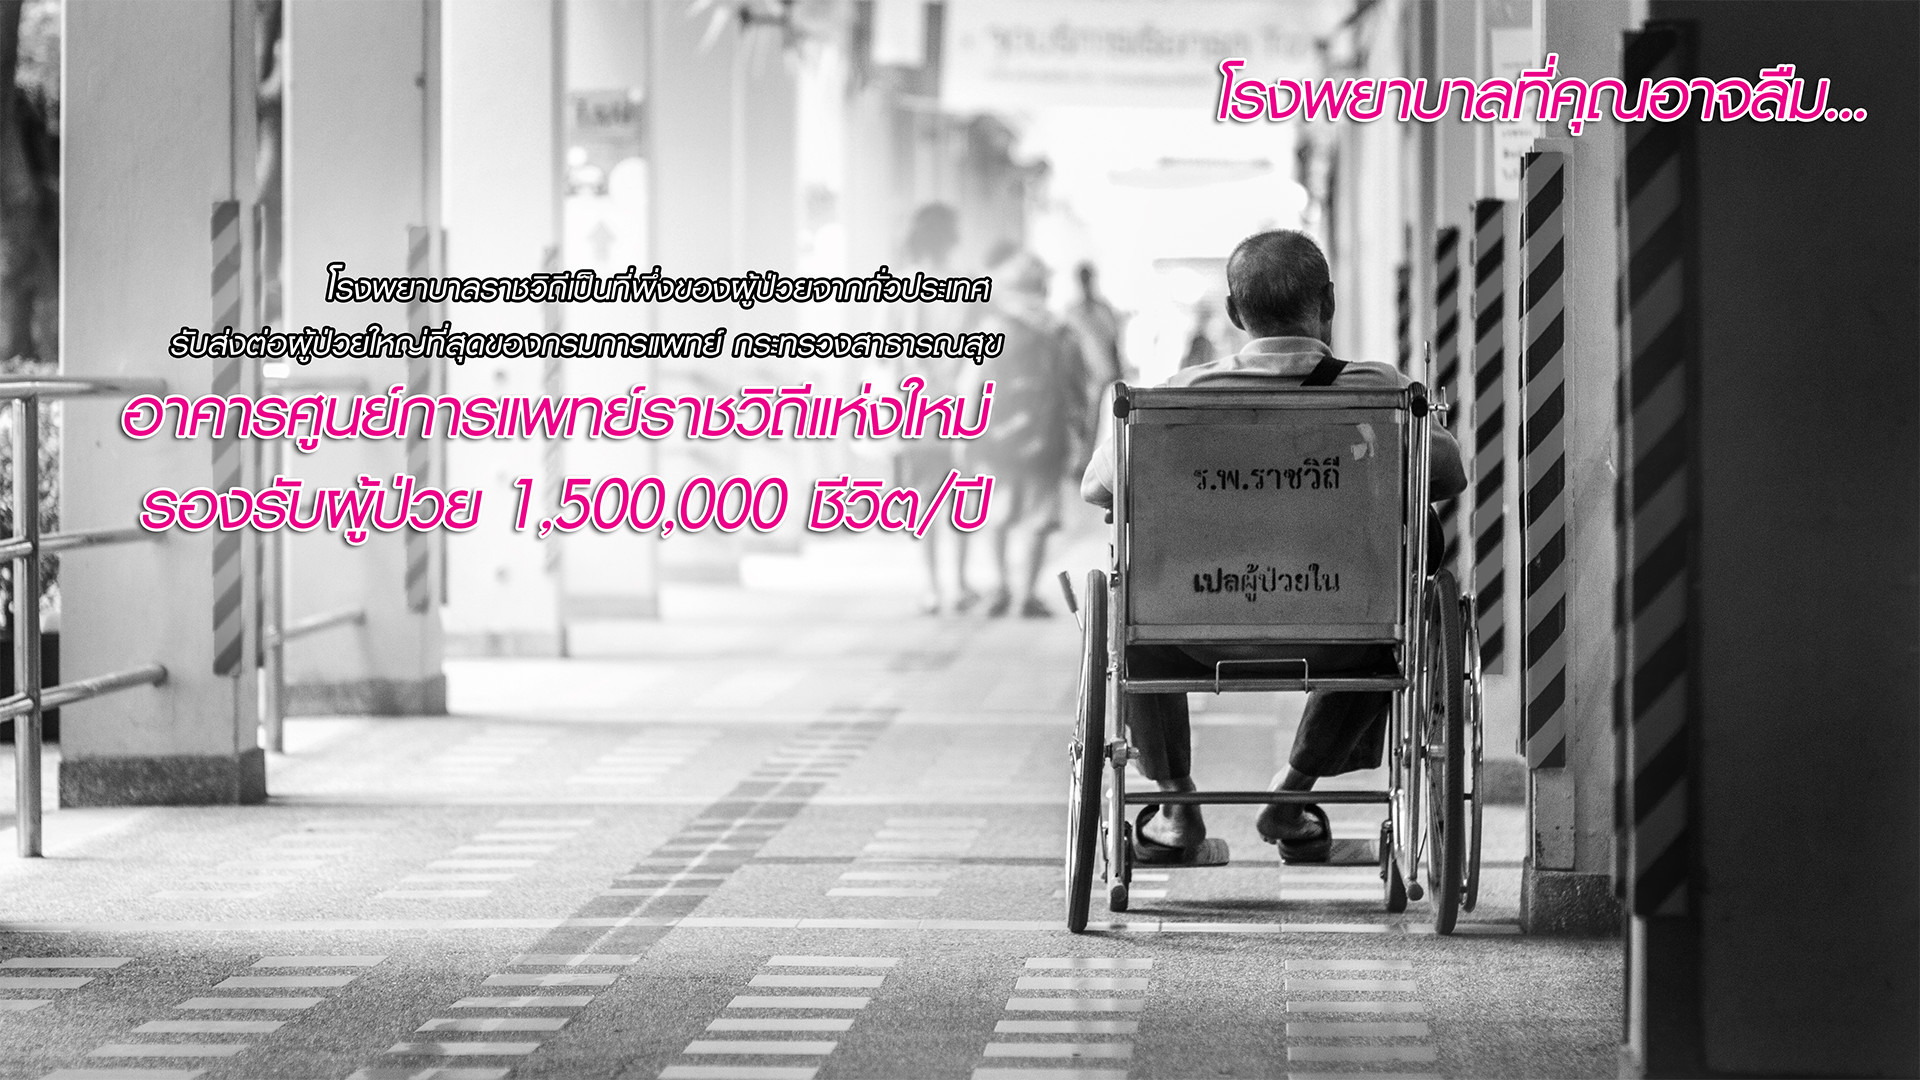 โรงพยาบาลที่คุณอาจลืม...
โรงพยาบาลราชวิถีเป็นที่พึ่งของผู้ป่วยจากทั่วประเทศ
รับส่งต่อผู้ป่วยใหญ่ที่สุดของกรมการแพทย์ กระทรวงสาธารณสุข
อาคารศูนย์การแพทย์ราชวิถีแห่งใหม่
รองรับผู้ป่วย 1,500,000 ชีวิต/ปี
ร.พ.ราชวิถี
เปลผู้ป่วยใน